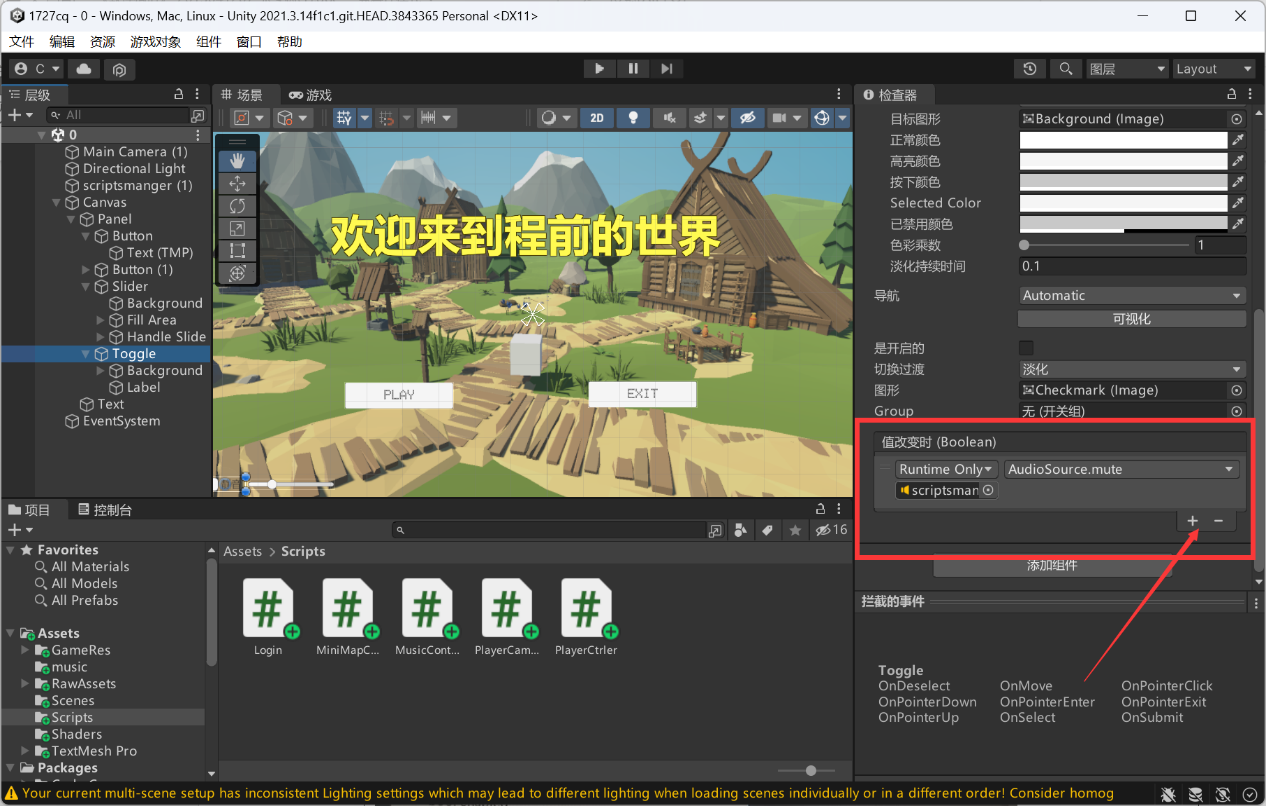 1727cq - 0 - Windows, Mac, Linux - Unity 2021.3.14f1c1.git.HEAD.3843365 Personal <DX11>
文件 编辑 资源 游戏对象 组件 窗口 帮助
C 图层 Layout
层级
All
0
Main Camera (1)
Directional Light
scriptsmanger (1)
Canvas
Panel
Button
Text (TMP)
Button (1)
Slider
Background
Fill Area
Handle Slide
Toggle
Background
Label
Text
EventSystem
场景 游戏
2D
欢迎来到程前的世界
PLAY EXIT
检查器
目标图形 Background (Image)
正常颜色
高亮颜色
按下颜色
Selected Color
已禁用颜色
色彩乘数 1
淡化持续时间 0.1
导航 Automatic
可视化
是开启的
切换过渡 淡化
图形 Checkmark (Image)
Group 无 (开关组)
值改变时 (Boolean)
Runtime Only AudioSource.mute
scriptsman
+ −
添加组件
拦截的事件
Toggle
OnDeselect OnMove OnPointerClick
OnPointerDown OnPointerEnter OnPointerExit
OnPointerUp OnSelect OnSubmit
项目 控制台
16
Favorites
All Materials
All Models
All Prefabs
Assets
GameRes
music
RawAssets
Scenes
Scripts
Shaders
TextMesh Pro
Packages
Assets > Scripts
Login MiniMapC... MusicCont... PlayerCam... PlayerCtrler
Your current multi-scene setup has inconsistent Lighting settings which may lead to different lighting when loading scenes individually or in a different order! Consider homog